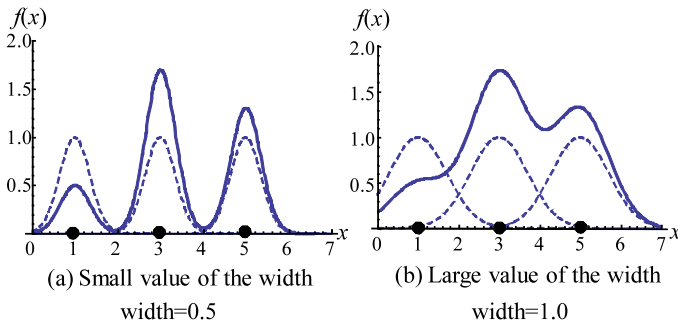 f(x)
2.0
1.5
1.0
0.5
0 1 2 3 4 5 6 7 x
(a) Small value of the width
width=0.5
f(x)
2.0
1.5
1.0
0.5
0 1 2 3 4 5 6 7 x
(b) Large value of the width
width=1.0